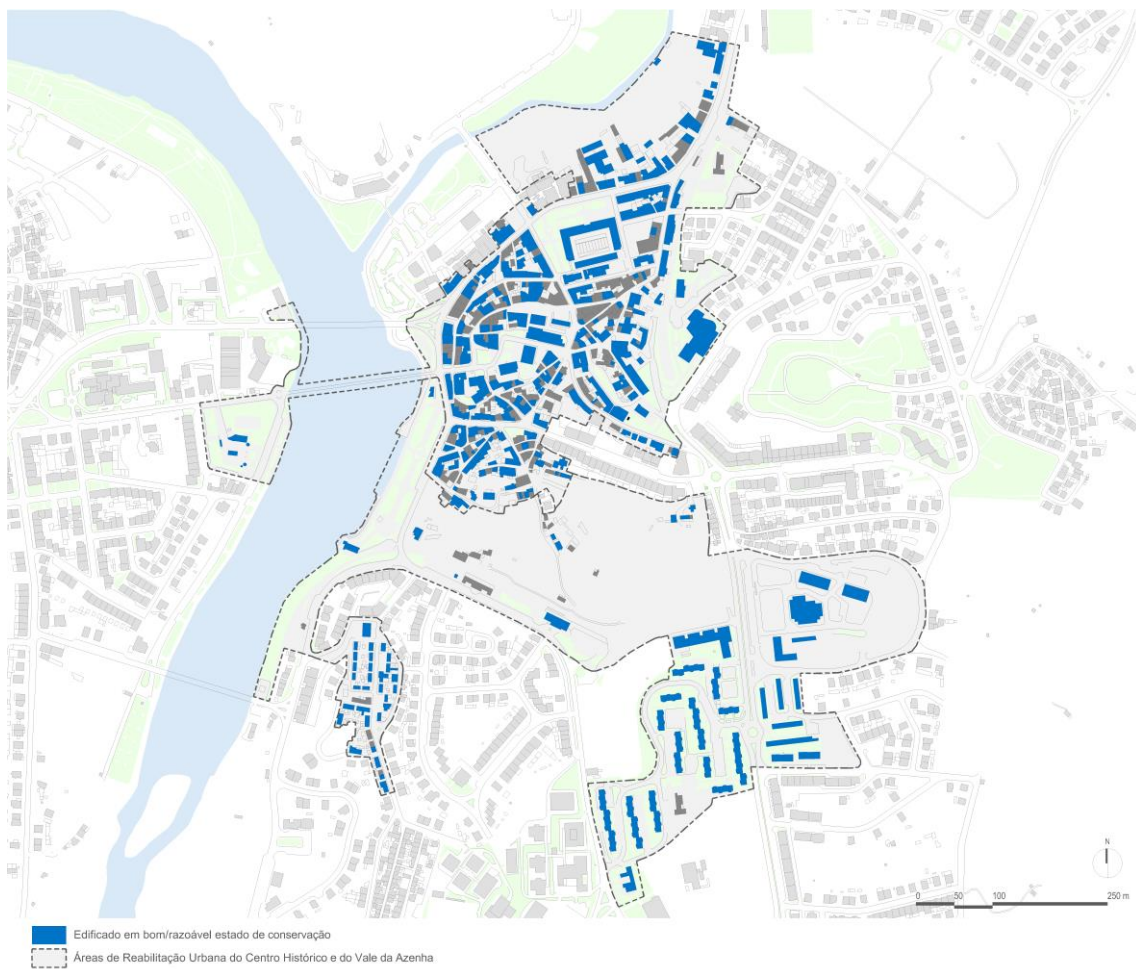 N
0 50 100 250 m
Edificado em bom/razoável estado de conservação
Áreas de Reabilitação Urbana do Centro Histórico e do Vale da Azenha